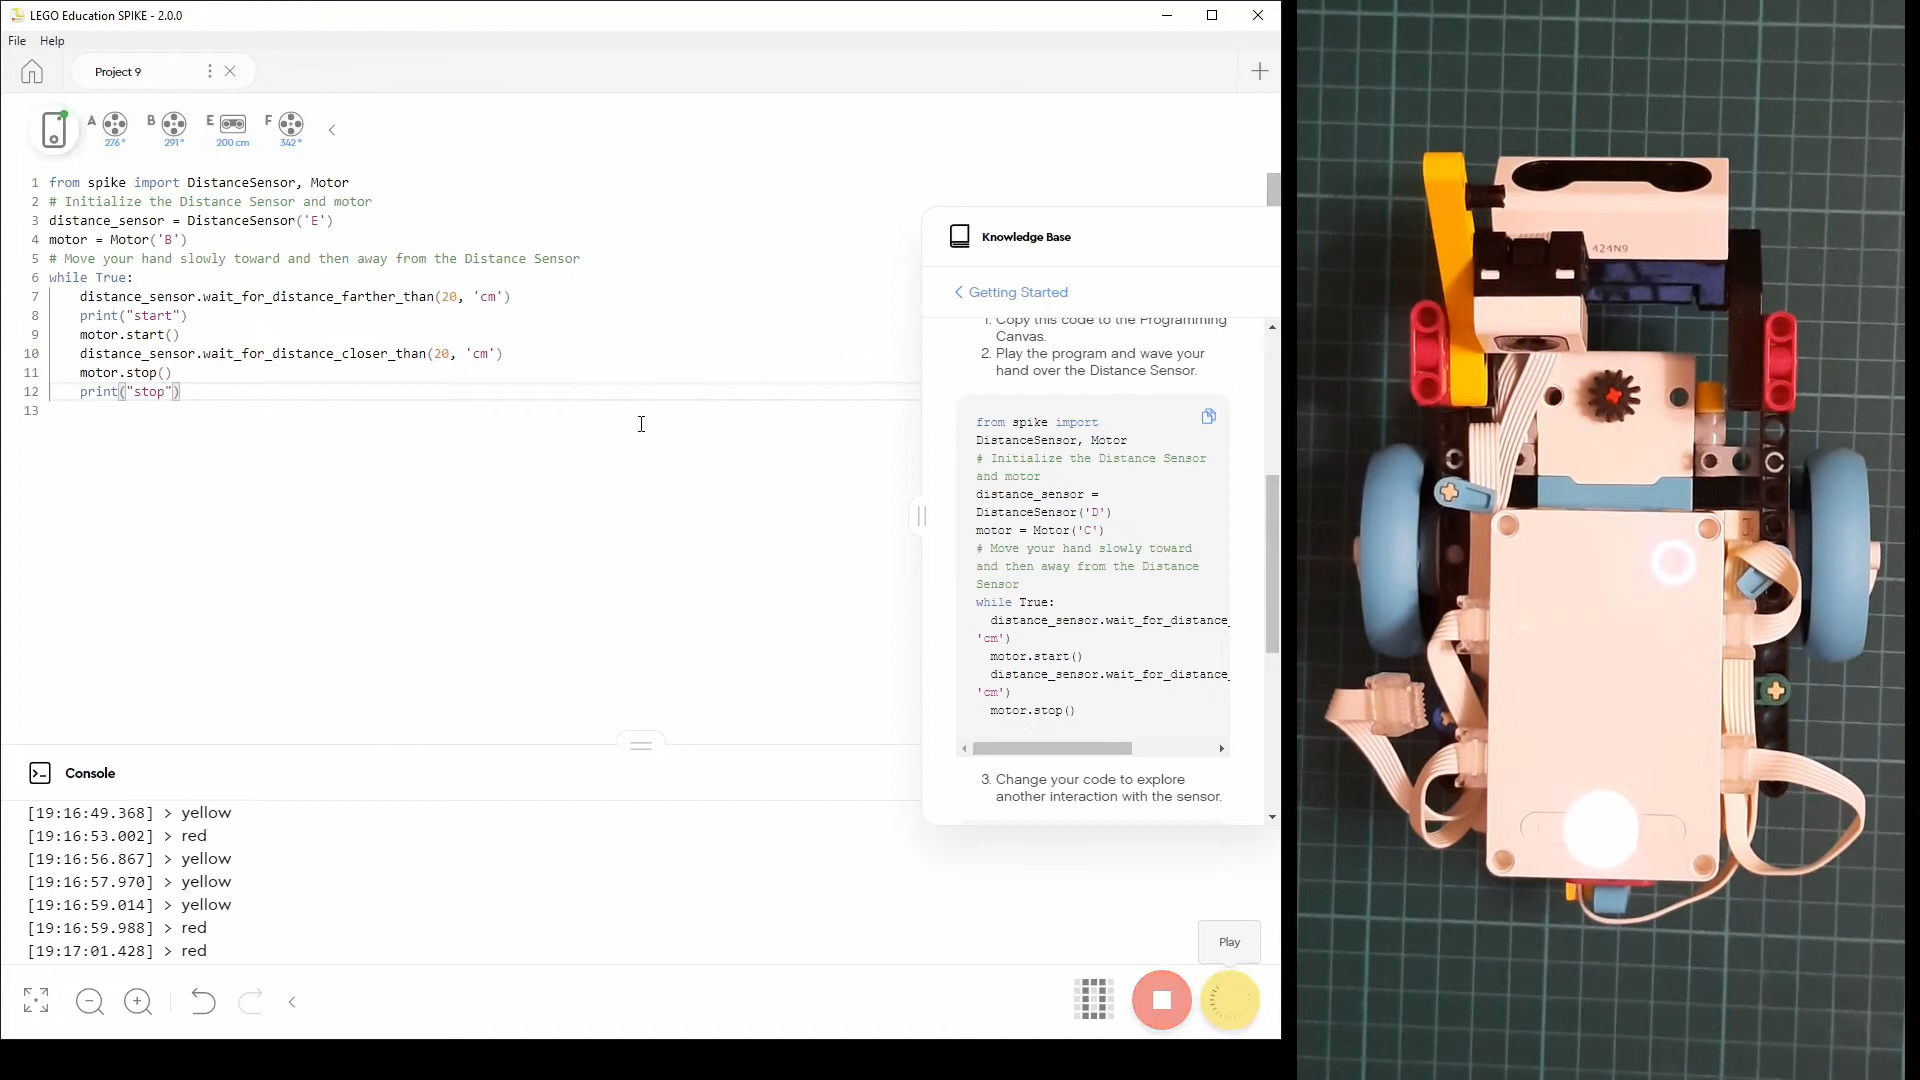 LEGO Education SPIKE - 2.0.0
File Help
Project 9
A B E F
276° 291° 200 cm 342°
1 from spike import DistanceSensor, Motor
2 # Initialize the Distance Sensor and motor
3 distance_sensor = DistanceSensor('E')
4 motor = Motor('B')
5 # Move your hand slowly toward and then away from the Distance Sensor
6 while True:
7 distance_sensor.wait_for_distance_farther_than(20, 'cm')
8 print("start")
9 motor.start()
10 distance_sensor.wait_for_distance_closer_than(20, 'cm')
11 motor.stop()
12 print("stop")
13
Knowledge Base
Getting Started
1. Copy this code to the Programming
Canvas.
2. Play the program and wave your
hand over the Distance Sensor.
from spike import
DistanceSensor, Motor
# Initialize the Distance Sensor
and motor
distance_sensor =
DistanceSensor('D')
motor = Motor('C')
# Move your hand slowly toward
and then away from the Distance
Sensor
while True:
distance_sensor.wait_for_distance_
'cm')
motor.start()
distance_sensor.wait_for_distance_
'cm')
motor.stop()
3. Change your code to explore
another interaction with the sensor.
Console
[19:16:49.368] > yellow
[19:16:53.002] > red
[19:16:56.867] > yellow
[19:16:57.970] > yellow
[19:16:59.014] > yellow
[19:16:59.988] > red
[19:17:01.428] > red
Play
424N9